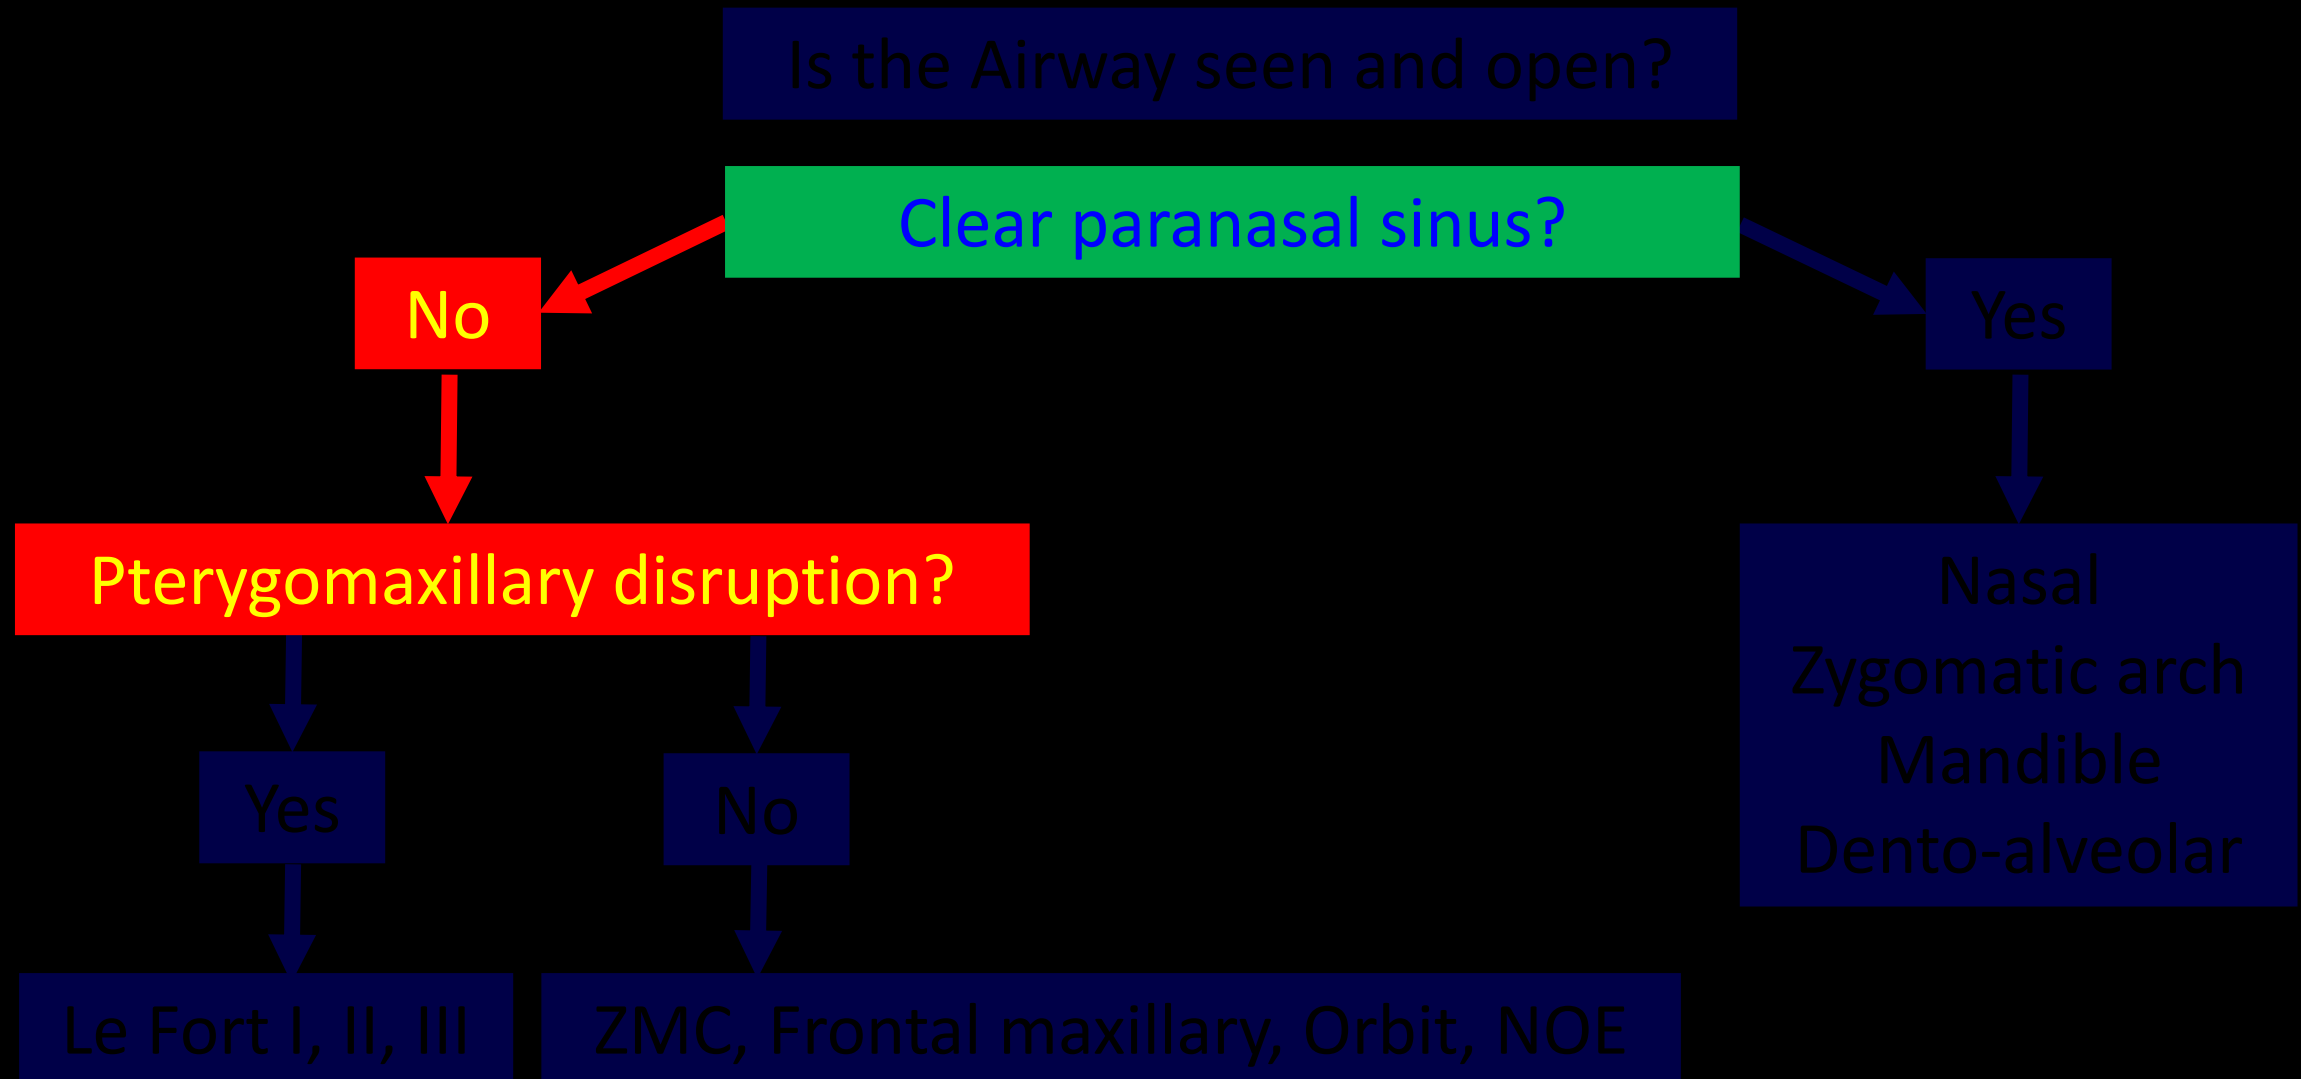 Is the Airway seen and open?
Clear paranasal sinus?
No
Yes
Pterygomaxillary disruption?
Nasal
Zygomatic arch
Mandible
Dento-alveolar
Yes
No
Le Fort I, II, III
ZMC, Frontal maxillary, Orbit, NOE